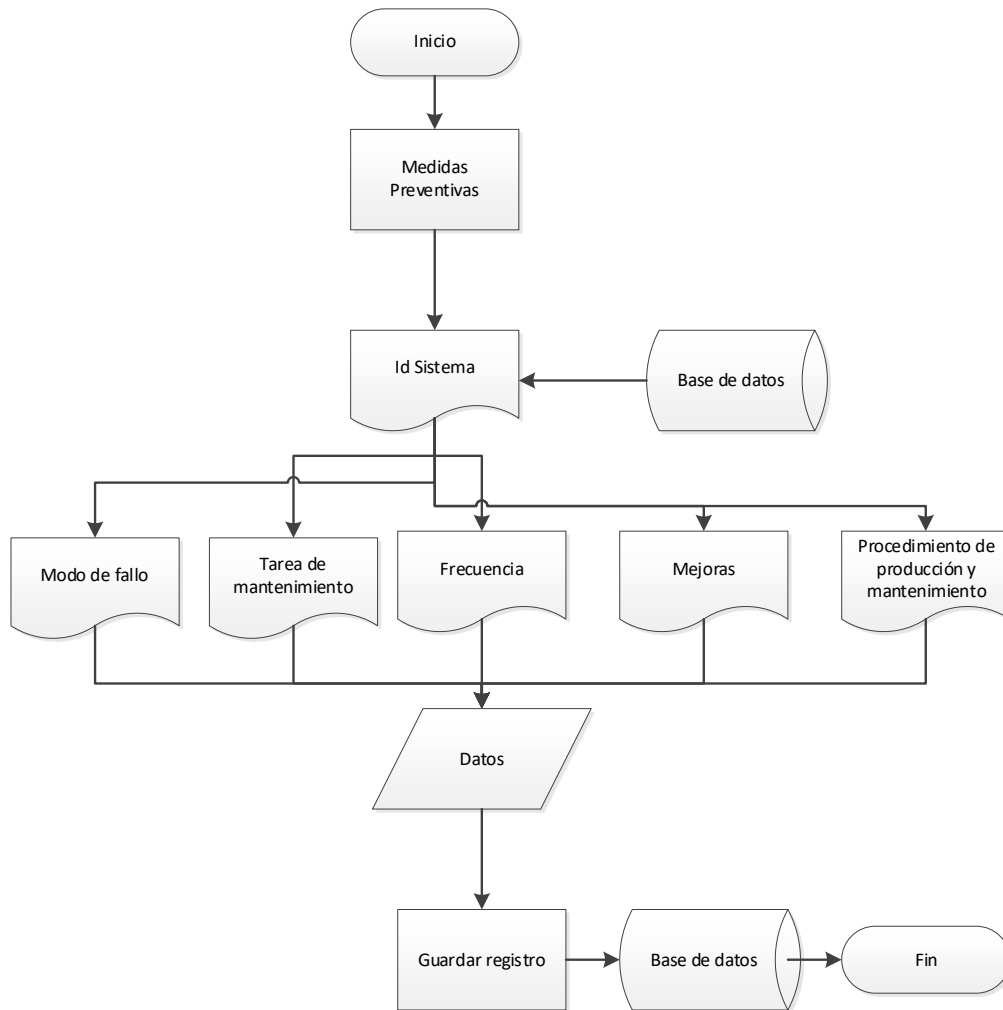 Inicio
Medidas
Preventivas
Id Sistema
Base de datos
Modo de fallo
Tarea de
mantenimiento
Frecuencia
Mejoras
Procedimiento de
producción y
mantenimiento
Datos
Guardar registro
Base de datos
Fin